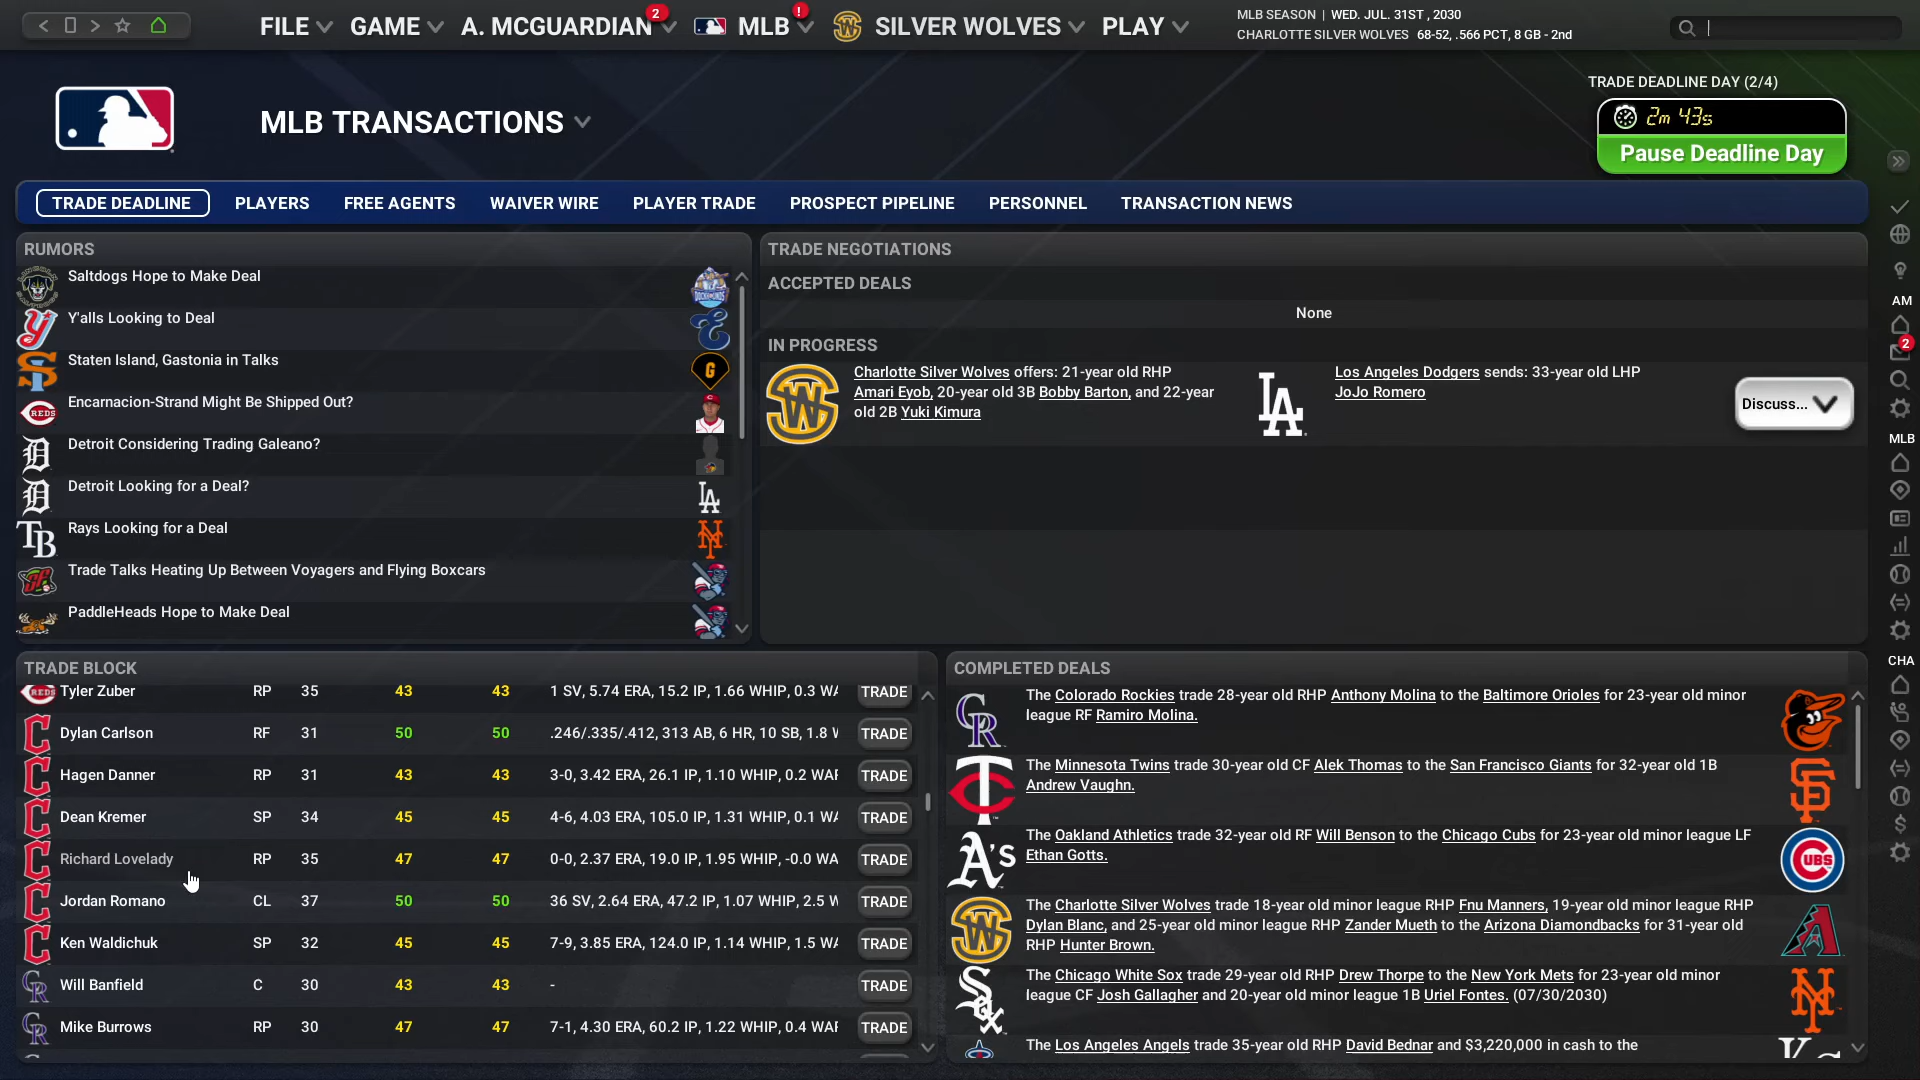 FILE GAME A. MCGUARDIAN 2 MLB ! SILVER WOLVES PLAY
MLB SEASON | WED. JUL. 31ST , 2030
CHARLOTTE SILVER WOLVES 68-52, .566 PCT, 8 GB - 2nd
MLB TRANSACTIONS
TRADE DEADLINE DAY (2/4)
2m 43s
Pause Deadline Day
TRADE DEADLINE PLAYERS FREE AGENTS WAIVER WIRE PLAYER TRADE PROSPECT PIPELINE PERSONNEL TRANSACTION NEWS
RUMORS
Saltdogs Hope to Make Deal
Y'alls Looking to Deal
Staten Island, Gastonia in Talks
Encarnacion-Strand Might Be Shipped Out?
Detroit Considering Trading Galeano?
Detroit Looking for a Deal?
Rays Looking for a Deal
Trade Talks Heating Up Between Voyagers and Flying Boxcars
PaddleHeads Hope to Make Deal
TRADE NEGOTIATIONS
ACCEPTED DEALS
None
IN PROGRESS
Charlotte Silver Wolves offers: 21-year old RHP
Amari Eyob, 20-year old 3B Bobby Barton, and 22-year
old 2B Yuki Kimura
Los Angeles Dodgers sends: 33-year old LHP
JoJo Romero
Discuss...
TRADE BLOCK
Tyler Zuber RP 35 43 43 1 SV, 5.74 ERA, 15.2 IP, 1.66 WHIP, 0.3 WA TRADE
Dylan Carlson RF 31 50 50 .246/.335/.412, 313 AB, 6 HR, 10 SB, 1.8 W TRADE
Hagen Danner RP 31 43 43 3-0, 3.42 ERA, 26.1 IP, 1.10 WHIP, 0.2 WAR TRADE
Dean Kremer SP 34 45 45 4-6, 4.03 ERA, 105.0 IP, 1.31 WHIP, 0.1 WA TRADE
Richard Lovelady RP 35 47 47 0-0, 2.37 ERA, 19.0 IP, 1.95 WHIP, -0.0 WA TRADE
Jordan Romano CL 37 50 50 36 SV, 2.64 ERA, 47.2 IP, 1.07 WHIP, 2.5 W TRADE
Ken Waldichuk SP 32 45 45 7-9, 3.85 ERA, 124.0 IP, 1.14 WHIP, 1.5 WA TRADE
Will Banfield C 30 43 43 - TRADE
Mike Burrows RP 30 47 47 7-1, 4.30 ERA, 60.2 IP, 1.22 WHIP, 0.4 WAR TRADE
COMPLETED DEALS
The Colorado Rockies trade 28-year old RHP Anthony Molina to the Baltimore Orioles for 23-year old minor
league RF Ramiro Molina.
The Minnesota Twins trade 30-year old CF Alek Thomas to the San Francisco Giants for 32-year old 1B
Andrew Vaughn.
The Oakland Athletics trade 32-year old RF Will Benson to the Chicago Cubs for 23-year old minor league LF
Ethan Gotts.
The Charlotte Silver Wolves trade 18-year old minor league RHP Fnu Manners, 19-year old minor league RHP
Dylan Blanc, and 25-year old minor league RHP Zander Mueth to the Arizona Diamondbacks for 31-year old
RHP Hunter Brown.
The Chicago White Sox trade 29-year old RHP Drew Thorpe to the New York Mets for 23-year old minor
league CF Josh Gallagher and 20-year old minor league 1B Uriel Fontes. (07/30/2030)
The Los Angeles Angels trade 35-year old RHP David Bednar and $3,220,000 in cash to the
AM
2
MLB
CHA